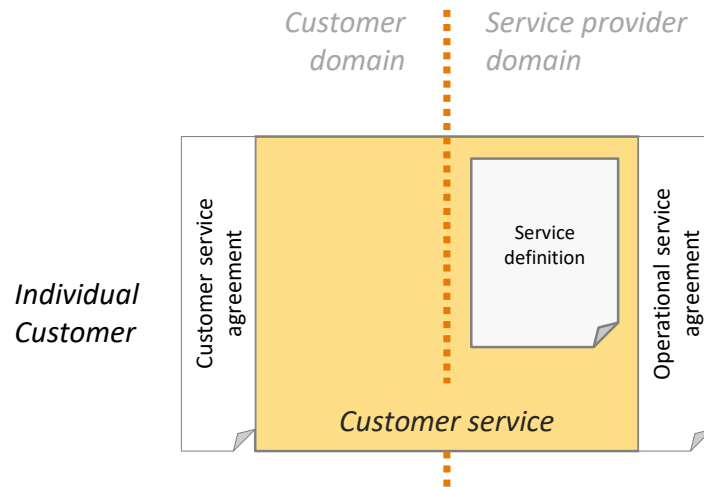 Customer
domain
Service provider
domain
Individual
Customer
Customer service
agreement
Service
definition
Operational service
agreement
Customer service